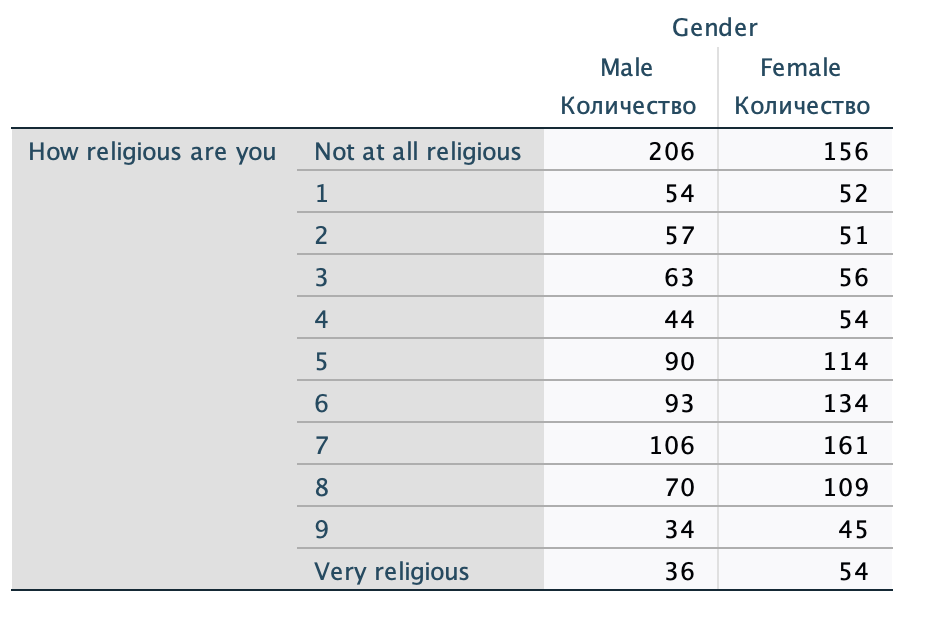 Gender
Male Female
Количество Количество
How religious are you Not at all religious 206 156
1 54 52
2 57 51
3 63 56
4 44 54
5 90 114
6 93 134
7 106 161
8 70 109
9 34 45
Very religious 36 54